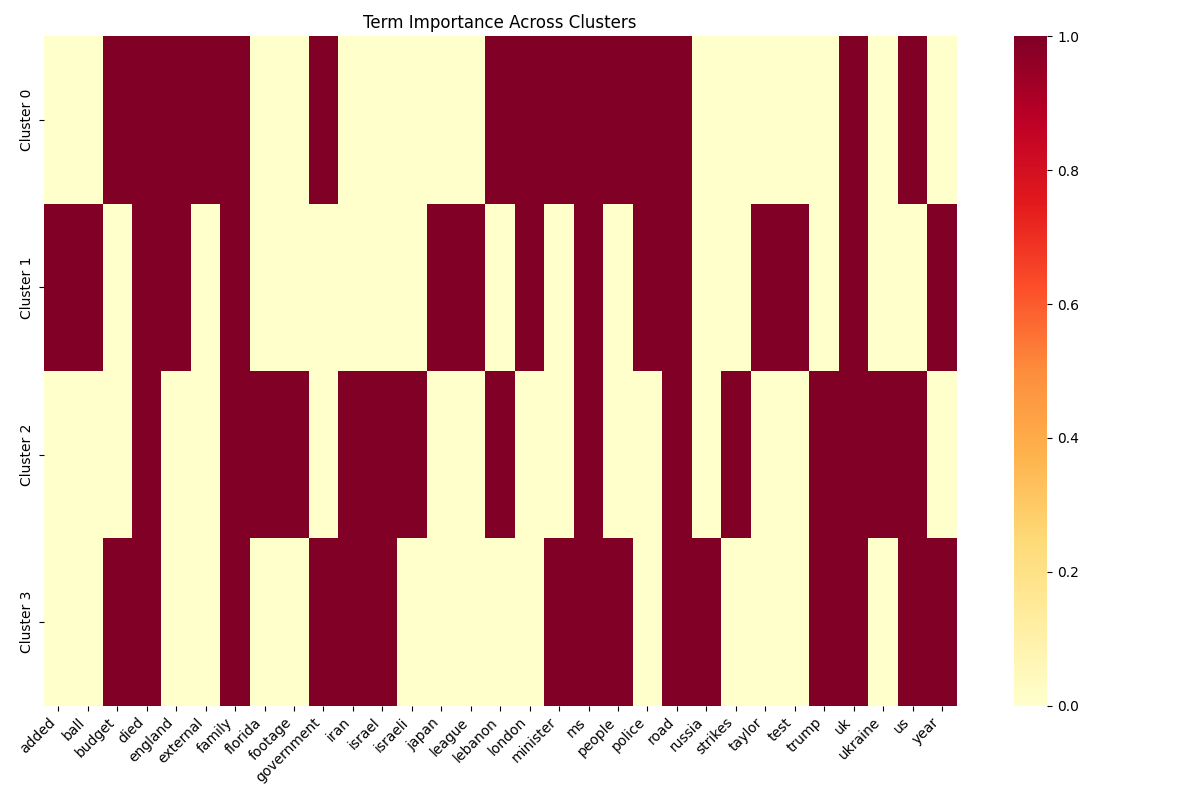 Term Importance Across Clusters
Cluster 0
Cluster 1
Cluster 2
Cluster 3
added
ball
budget
died
england
external
family
florida
footage
government
iran
israel
israeli
japan
league
lebanon
london
minister
ms
people
police
road
russia
strikes
taylor
test
trump
uk
ukraine
us
year
1.0
0.8
0.6
0.4
0.2
0.0